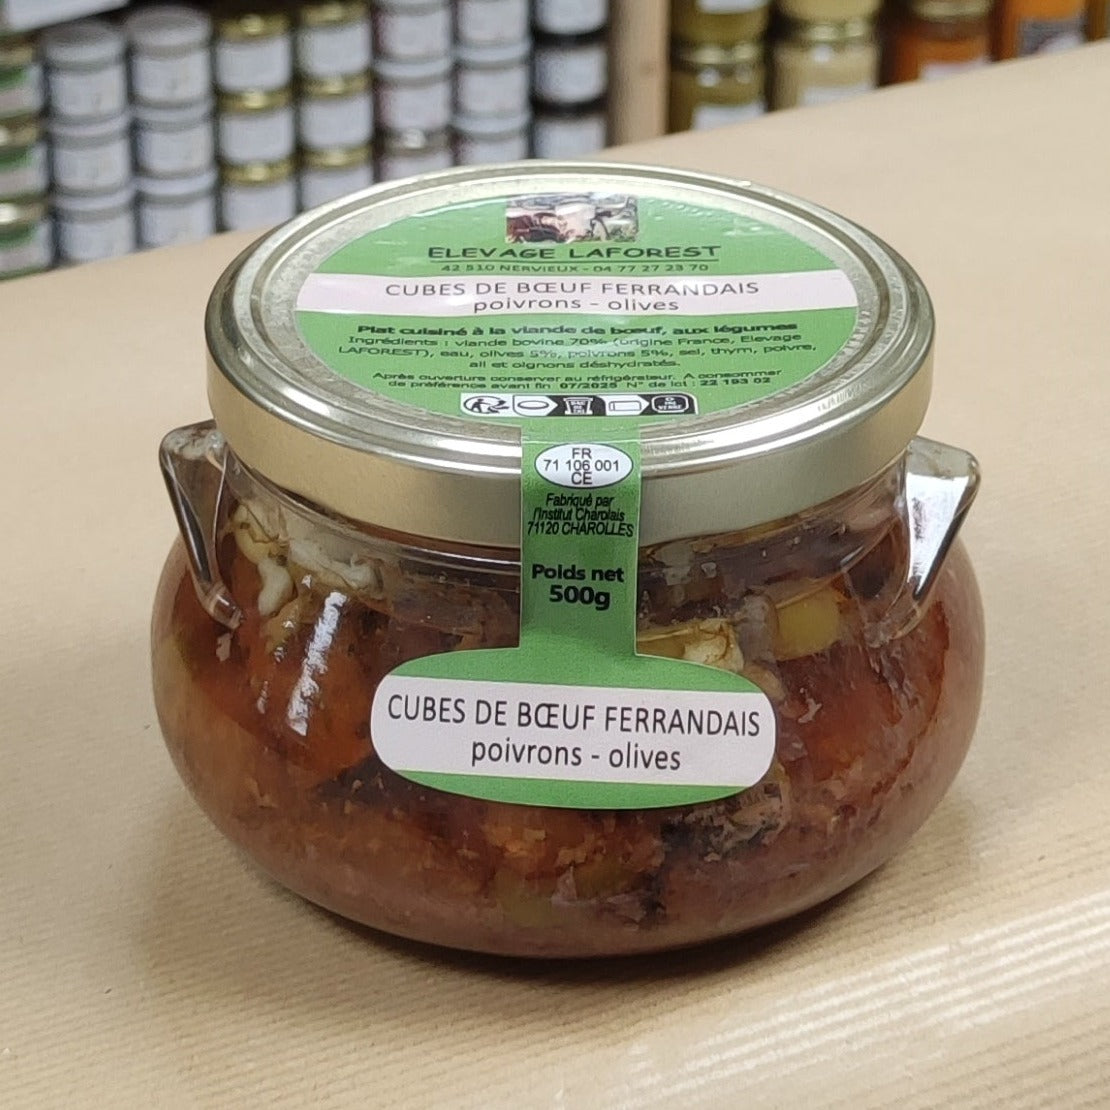 ELEVAGE LAFOREST
42 510 NERVIEUX - 04 77 27 23 70
CUBES DE BŒUF FERRANDAIS
poivrons - olives
Plat cuisiné à la viande de bœuf, aux légumes
Ingrédients : viande bovine 70% (origine France, Elevage
LAFOREST), eau, olives 5%, poivrons 5%, sel, thym, poivre,
ail et oignons déshydratés.
Après ouverture conserver au réfrigérateur. A consommer
de préférence avant fin: 07/2025 N° de lot : 22 193 02
FR
71 106 001
CE
Fabriqué par
l'Institut Charolais
71120 CHAROLLES
Poids net
500g
CUBES DE BŒUF FERRANDAIS
poivrons - olives